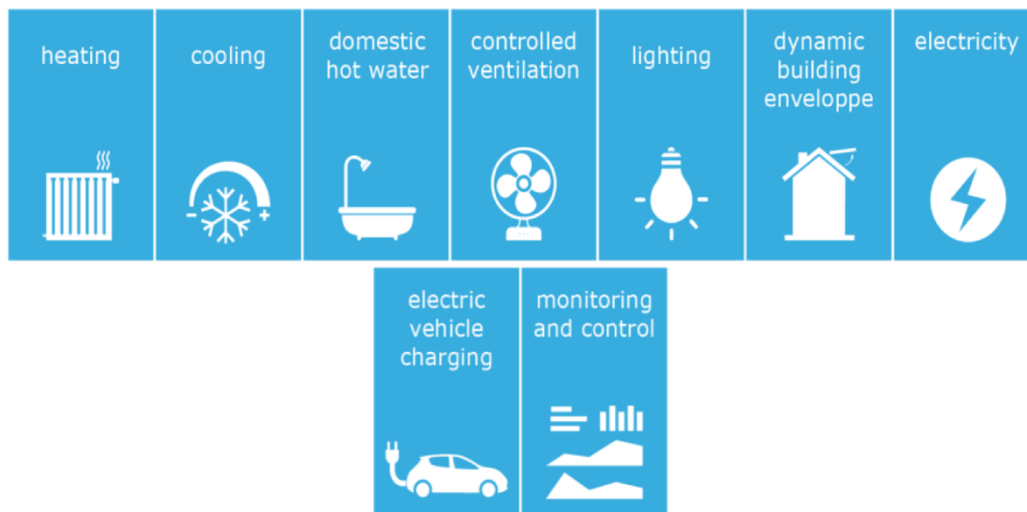 heating
cooling
domestic
hot water
controlled
ventilation
lighting
dynamic
building
enveloppe
electricity
electric
vehicle
charging
monitoring
and control